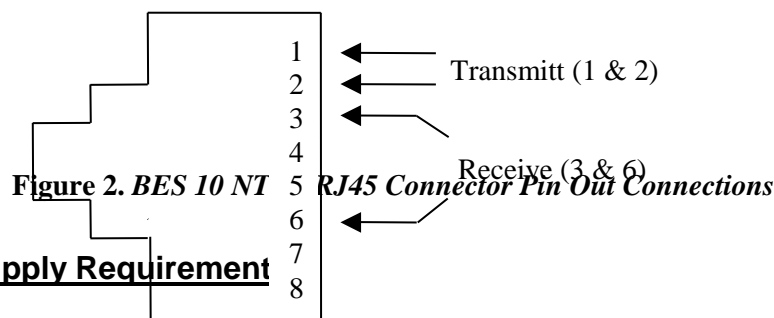 1
2
Transmitt (1 & 2)
3
4
Receive (3 & 6)
Figure 2. BES 10 NT RJ45 Connector Pin Out Connections
5
6
7
pply Requirement
8